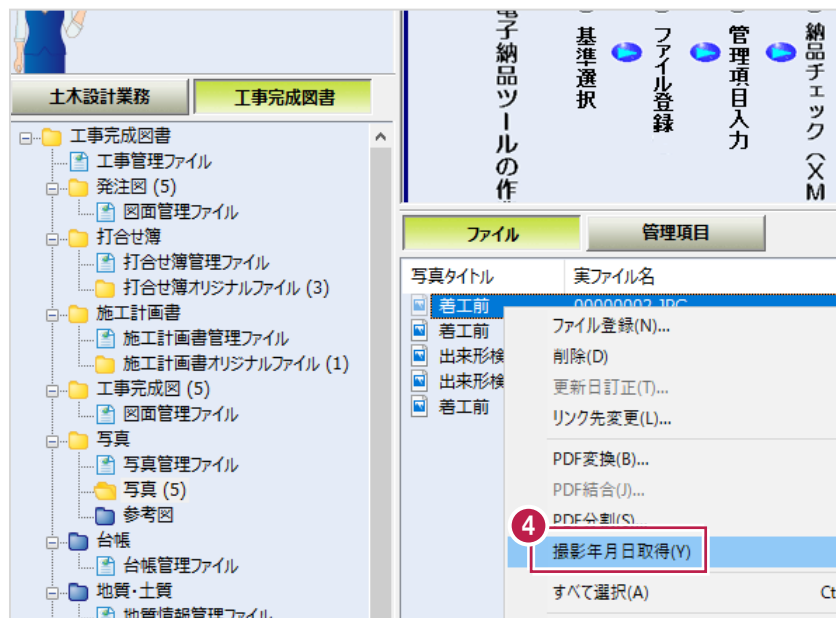 土木設計業務
工事完成図書
工事完成図書
工事管理ファイル
発注図 (5)
図面管理ファイル
打合せ簿
打合せ簿管理ファイル
打合せ簿オリジナルファイル (3)
施工計画書
施工計画書管理ファイル
施工計画書オリジナルファイル (1)
工事完成図 (5)
図面管理ファイル
写真
写真管理ファイル
写真 (5)
参考図
台帳
台帳管理ファイル
地質・土質
地質情報管理ファイル
電子納品ツールの作
基準選択
ファイル登録
管理項目入力
納品チェック（XM
ファイル
管理項目
写真タイトル
実ファイル名
着工前
00000002.JPG
着工前
出来形検
出来形検
着工前
ファイル登録(N)...
削除(D)
更新日訂正(T)...
リンク先変更(L)...
PDF変換(B)...
PDF結合(J)...
PDF分割(S)...
4
撮影年月日取得(Y)
すべて選択(A)
Ct